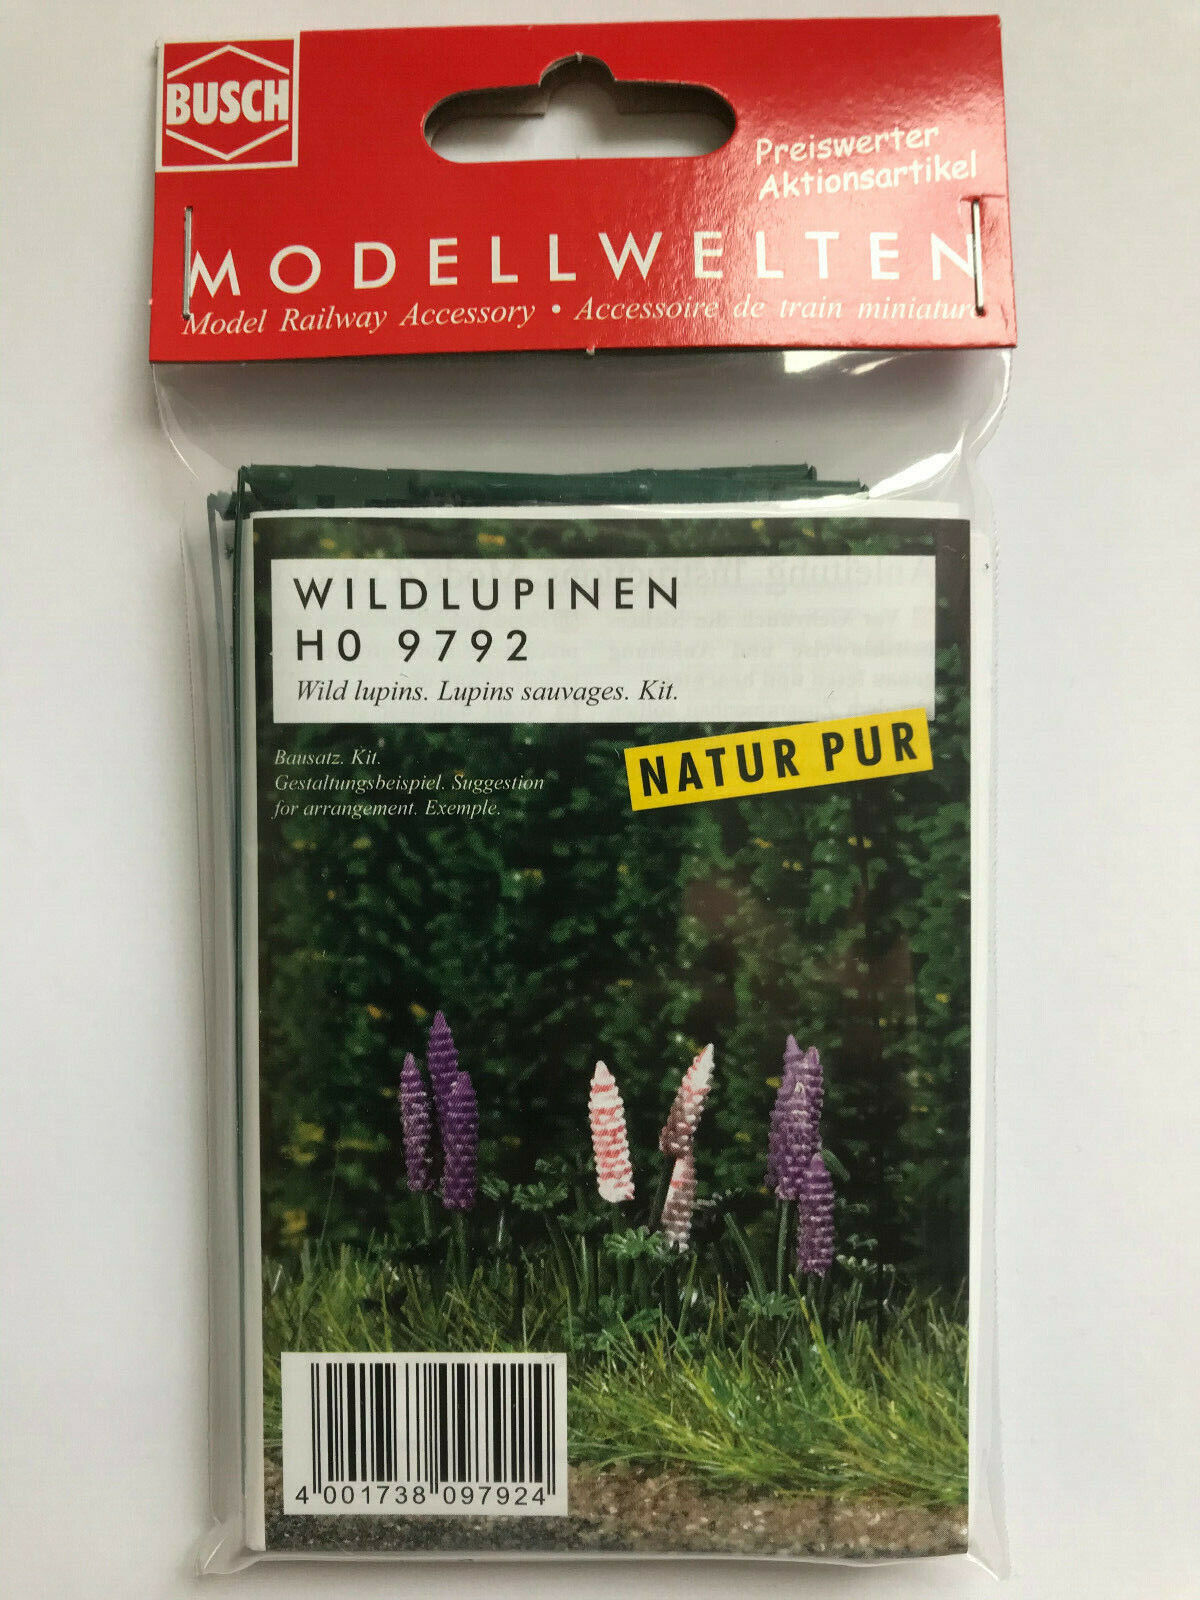 BUSCH
Preiswerter
Aktionsartikel
MODELLWELTEN
Model Railway Accessory • Accessoire de train miniature
WILDLUPINEN
H0 9792
Wild lupins. Lupins sauvages. Kit.
NATUR PUR
Bausatz. Kit.
Gestaltungsbeispiel. Suggestion
for arrangement. Exemple.
4 001738 097924